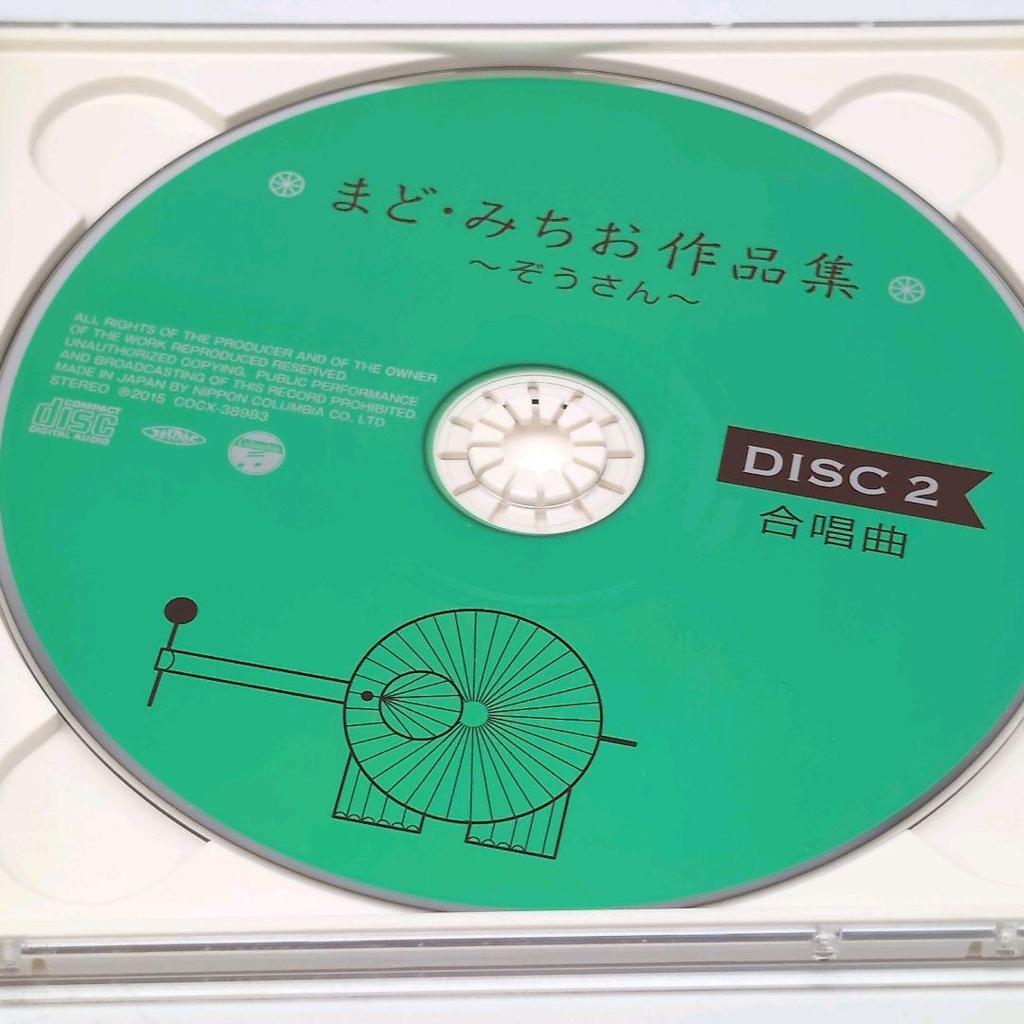 まど・みちお作品集
〜ぞうさん〜
ALL RIGHTS OF THE PRODUCER AND OF THE OWNER
OF THE WORK REPRODUCED RESERVED.
UNAUTHORIZED COPYING, PUBLIC PERFORMANCE
AND BROADCASTING OF THIS RECORD PROHIBITED.
MADE IN JAPAN BY NIPPON COLUMBIA CO., LTD.
STEREO ℗2015 COCX-38983
COMPACT
disc
DIGITAL AUDIO
JASRAC
Columbia
DISC 2
合唱曲